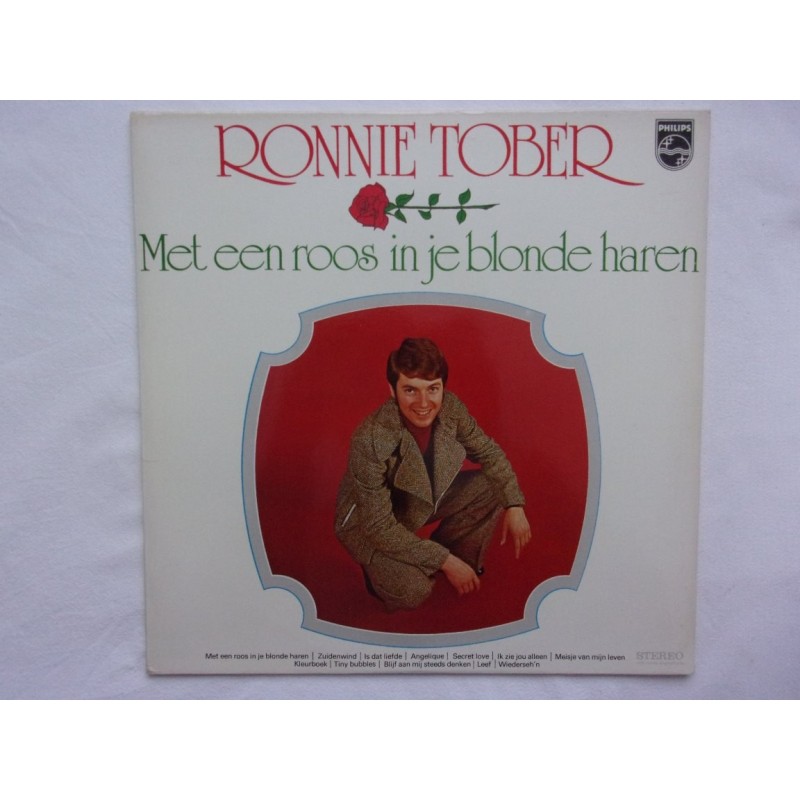 RONNIE TOBER
PHILIPS
Met een roos in je blonde haren
Met een roos in je blonde haren | Zuidenwind | Is dat liefde | Angelique | Secret love | Ik zie jou alleen | Meisje van mijn leven
Kleurboek | Tiny bubbles | Blijf aan mij steeds denken | Leef | Wiederseh'n
STEREO